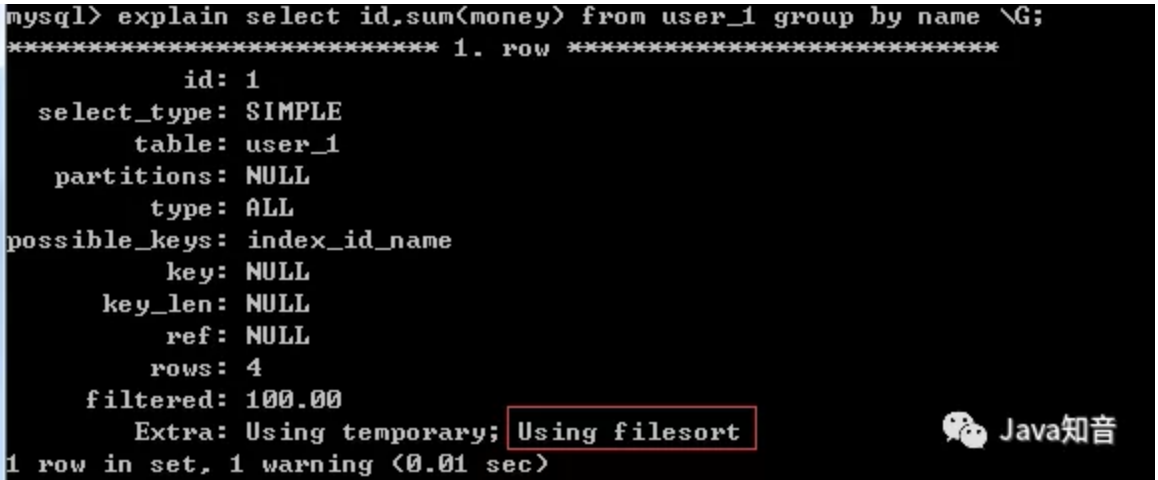 mysql> explain select id,sum(money) from user_1 group by name \G;
*************************** 1. row ***************************
id: 1
select_type: SIMPLE
table: user_1
partitions: NULL
type: ALL
possible_keys: index_id_name
key: NULL
key_len: NULL
ref: NULL
rows: 4
filtered: 100.00
Extra: Using temporary; Using filesort
Java知音
1 row in set, 1 warning (0.01 sec)